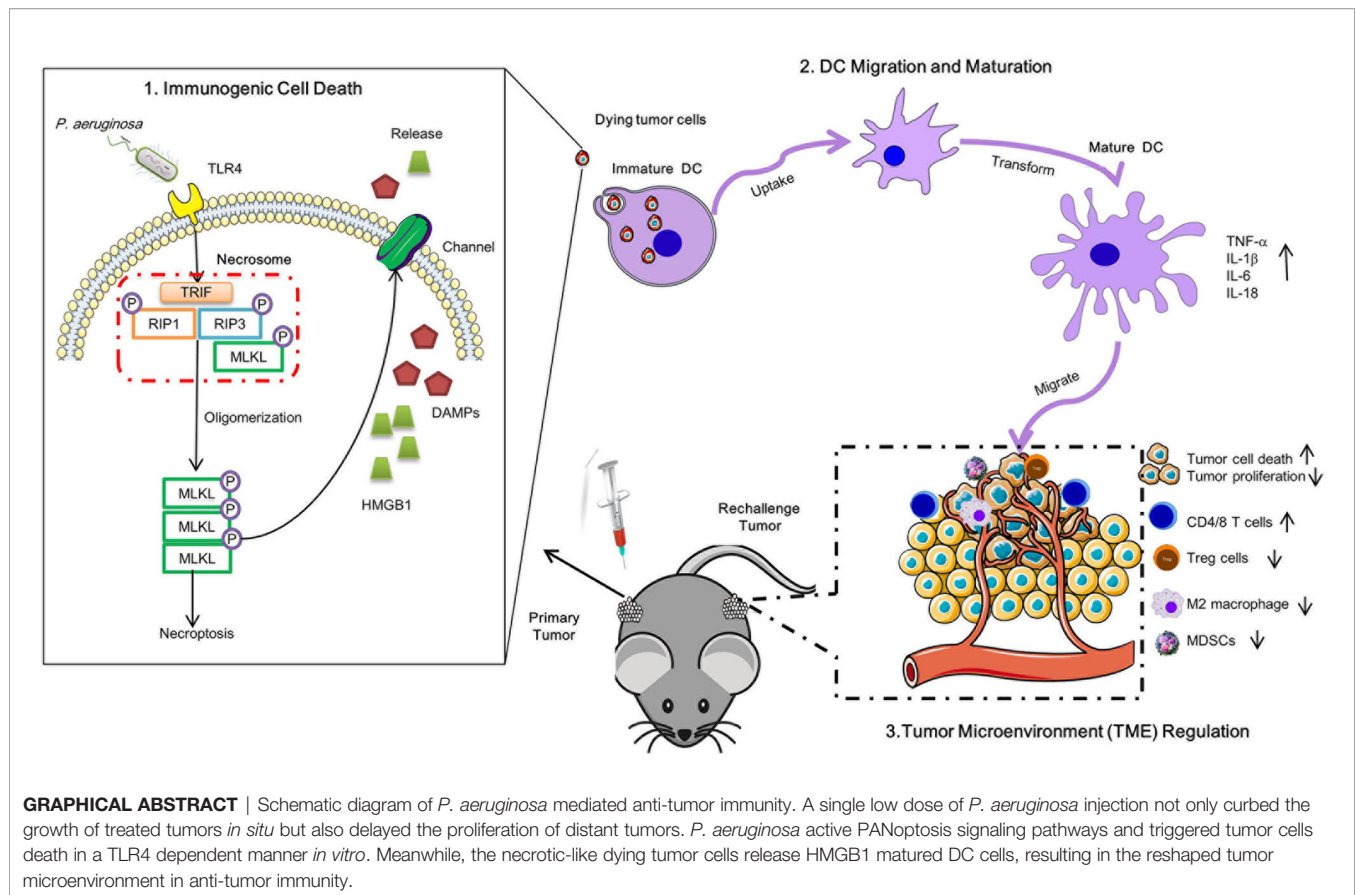 1. Immunogenic Cell Death
P. aeruginosa
TLR4
Release
Channel
Necrosome
TRIF
P
P
RIP1
RIP3
P
MLKL
Oligomerization
DAMPs
HMGB1
MLKL
P
MLKL
P
MLKL
P
Necroptosis
2. DC Migration and Maturation
Dying tumor cells
Immature DC
Uptake
Transform
Mature DC
TNF-α
IL-1β
IL-6
IL-18
Migrate
Rechallenge
Tumor
Primary
Tumor
Tumor cell death
Tumor proliferation
CD4/8 T cells
Treg cells
M2 macrophage
MDSCs
3.Tumor Microenvironment (TME) Regulation
GRAPHICAL ABSTRACT | Schematic diagram of P. aeruginosa mediated anti-tumor immunity. A single low dose of P. aeruginosa injection not only curbed the
growth of treated tumors in situ but also delayed the proliferation of distant tumors. P. aeruginosa active PANoptosis signaling pathways and triggered tumor cells
death in a TLR4 dependent manner in vitro. Meanwhile, the necrotic-like dying tumor cells release HMGB1 matured DC cells, resulting in the reshaped tumor
microenvironment in anti-tumor immunity.